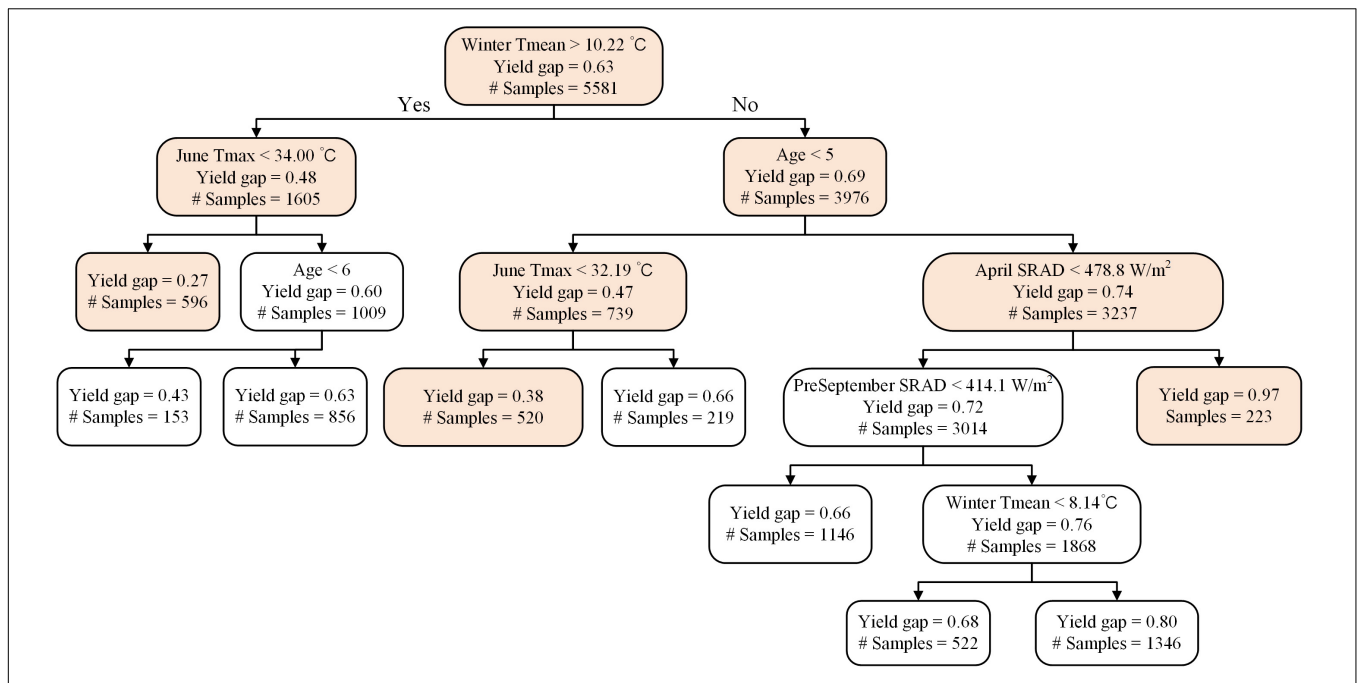 Winter Tmean > 10.22 ℃
Yield gap = 0.63
# Samples = 5581
Yes
No
June Tmax < 34.00 ℃
Yield gap = 0.48
# Samples = 1605
Age < 5
Yield gap = 0.69
# Samples = 3976
Yield gap = 0.27
# Samples = 596
Age < 6
Yield gap = 0.60
# Samples = 1009
June Tmax < 32.19 ℃
Yield gap = 0.47
# Samples = 739
April SRAD < 478.8 W/m²
Yield gap = 0.74
# Samples = 3237
Yield gap = 0.43
# Samples = 153
Yield gap = 0.63
# Samples = 856
Yield gap = 0.38
# Samples = 520
Yield gap = 0.66
# Samples = 219
PreSeptember SRAD < 414.1 W/m²
Yield gap = 0.72
# Samples = 3014
Yield gap = 0.97
Samples = 223
Yield gap = 0.66
# Samples = 1146
Winter Tmean < 8.14℃
Yield gap = 0.76
# Samples = 1868
Yield gap = 0.68
# Samples = 522
Yield gap = 0.80
# Samples = 1346